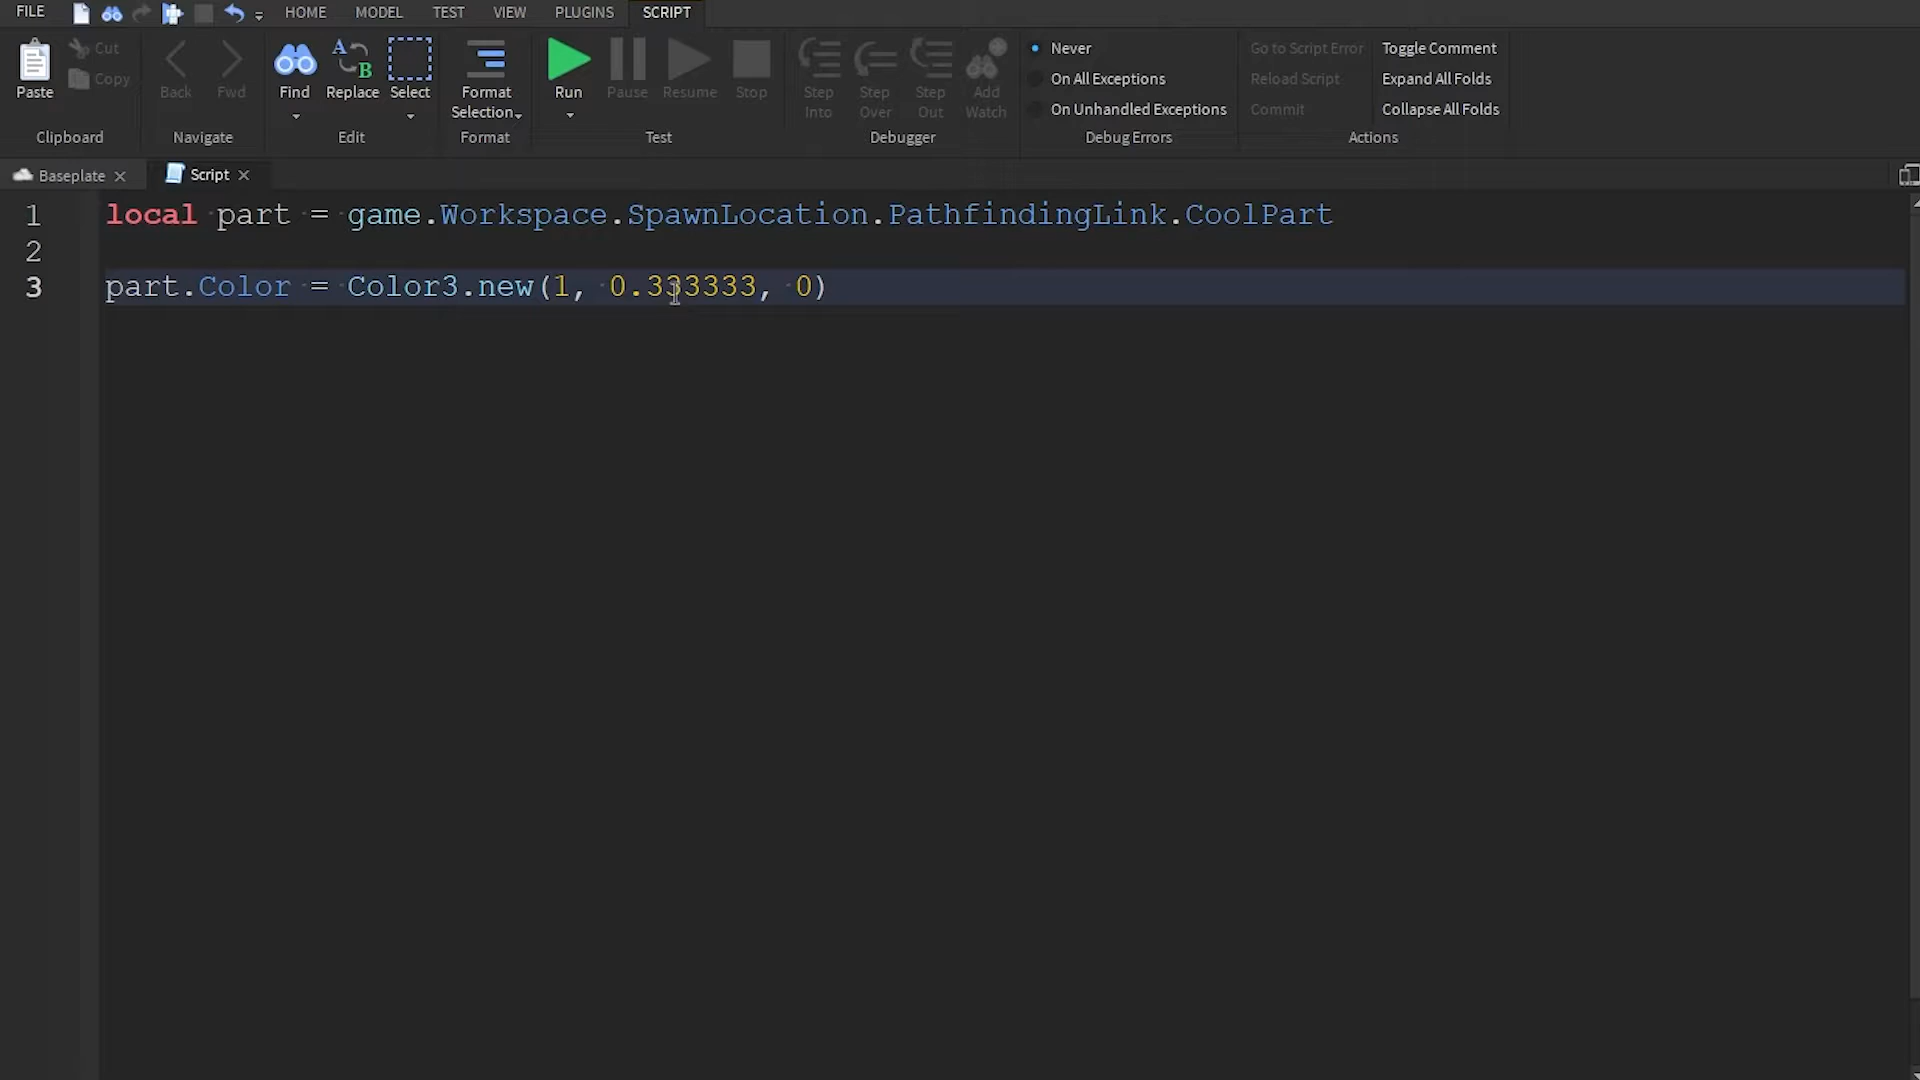 FILE HOME MODEL TEST VIEW PLUGINS SCRIPT
Paste
Cut
Copy
Clipboard
Back Fwd
Navigate
Find Replace Select
Edit
Format
Selection
Format
Run Pause Resume Stop
Test
Step
Into
Step
Over
Step
Out
Add
Watch
Debugger
Never
On All Exceptions
On Unhandled Exceptions
Debug Errors
Go to Script Error
Reload Script
Commit
Toggle Comment
Expand All Folds
Collapse All Folds
Actions
Baseplate Script
1 local part = game.Workspace.SpawnLocation.PathfindingLink.CoolPart
2
3 part.Color = Color3.new(1, 0.333333, 0)